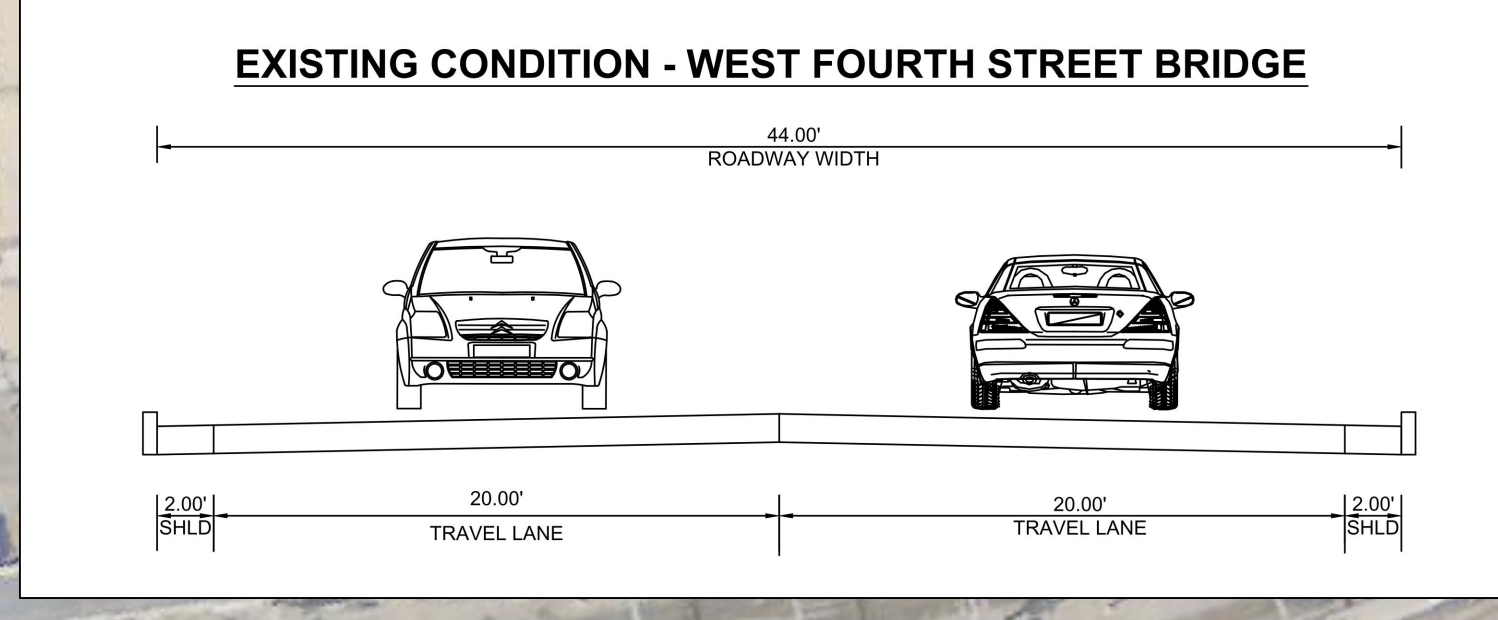 EXISTING CONDITION - WEST FOURTH STREET BRIDGE
44.00'
ROADWAY WIDTH
2.00'
SHLD
20.00'
TRAVEL LANE
20.00'
TRAVEL LANE
2.00'
SHLD